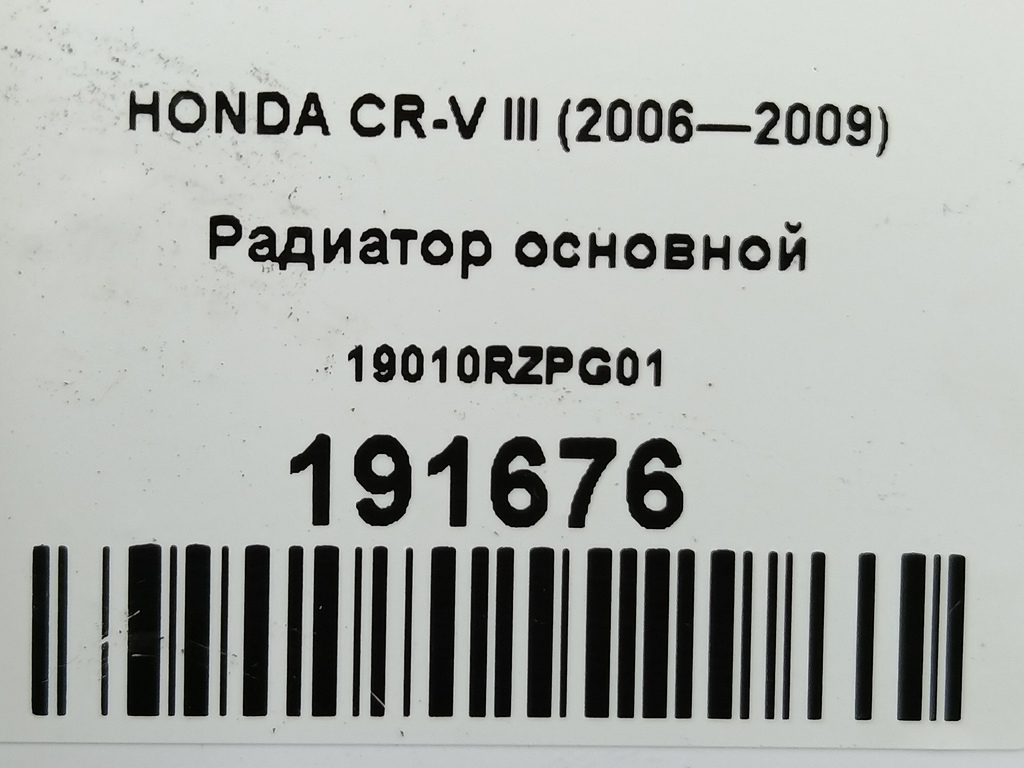 HONDA CR-V III (2006—2009)
Радиатор основной
19010RZPG01
191676